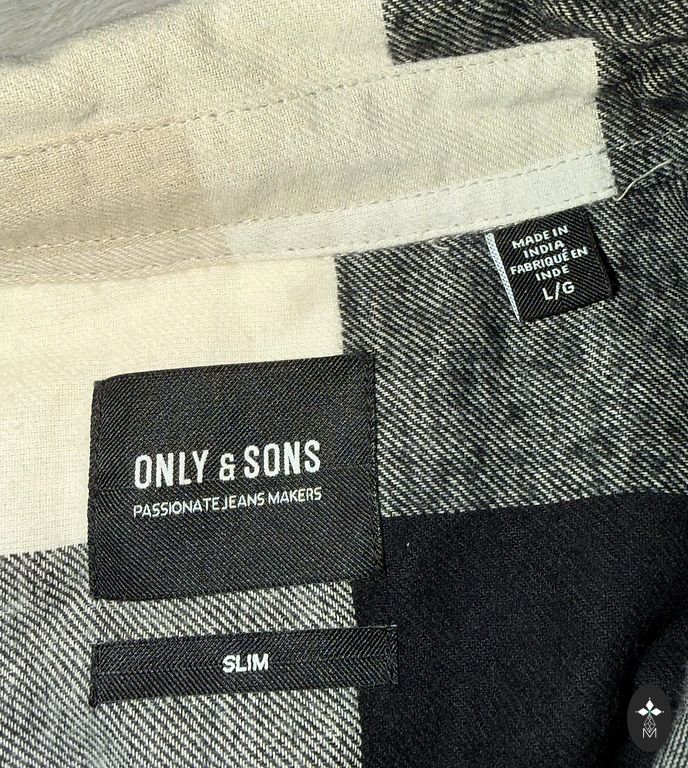 MADE IN
INDIA
FABRIQUÉ EN
INDE
L/G
ONLY & SONS
PASSIONATE JEANS MAKERS
SLIM
M